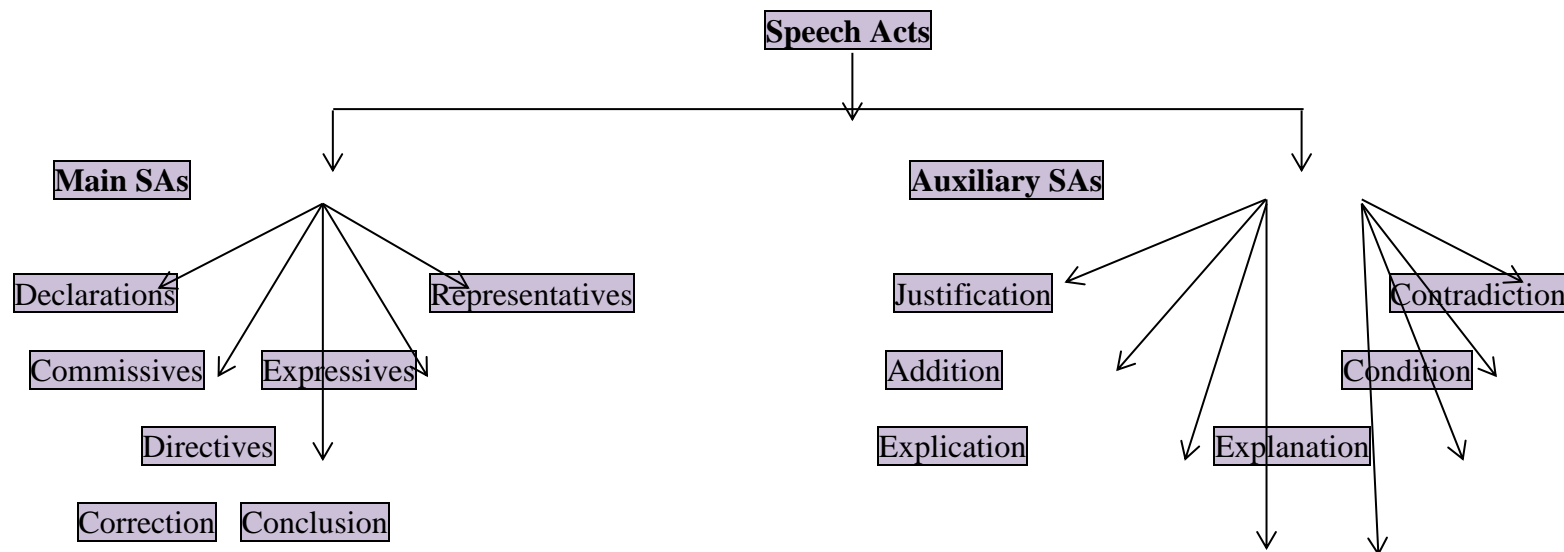 Speech Acts
Main SAs Auxiliary SAs
Declarations Representatives Justification Contradiction
Commissives Expressives Addition Condition
Directives Explication Explanation
Correction Conclusion